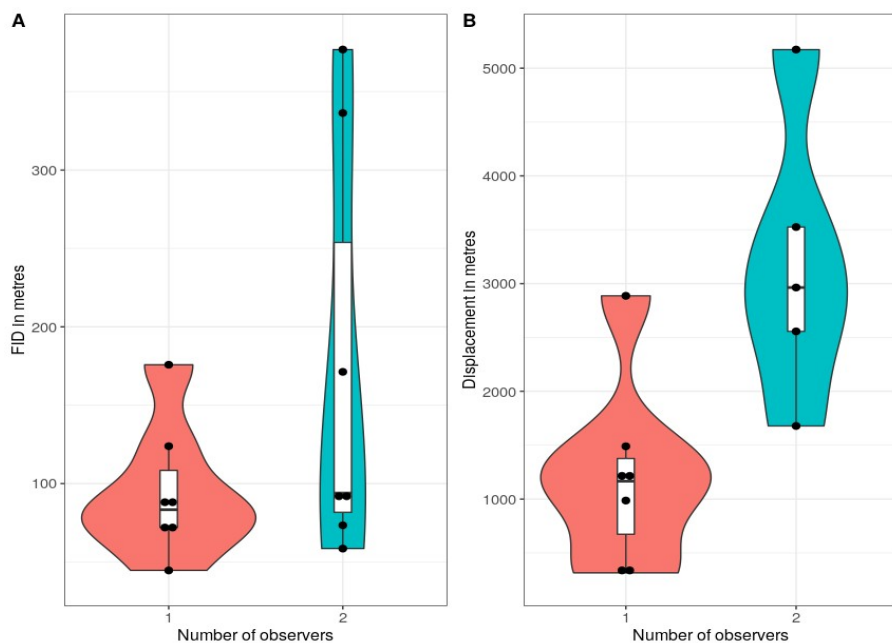 A
FID in metres
300
200
100
1
2
Number of observers
B
Displacement in metres
5000
4000
3000
2000
1000
1
2
Number of observers